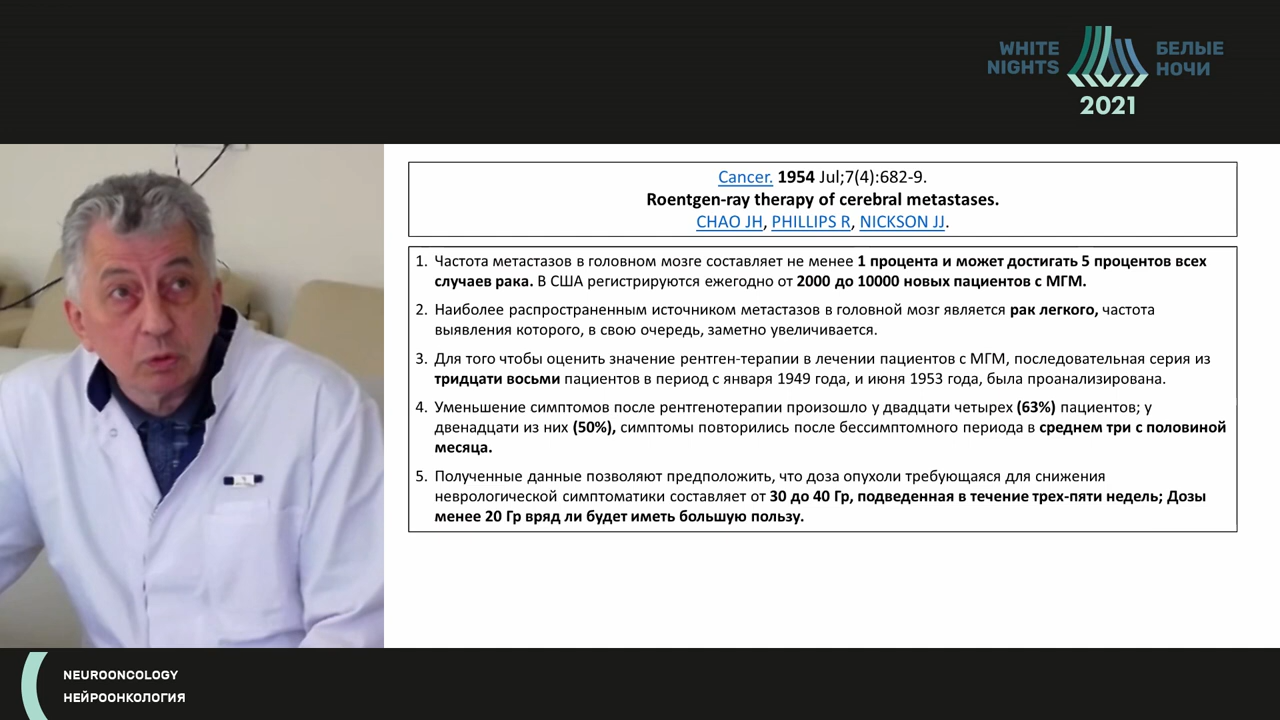 WHITE
NIGHTS
БЕЛЫЕ
НОЧИ
2021
Cancer. 1954 Jul;7(4):682-9.
Roentgen-ray therapy of cerebral metastases.
CHAO JH, PHILLIPS R, NICKSON JJ.
1. Частота метастазов в головном мозге составляет не менее 1 процента и может достигать 5 процентов всех
случаев рака. В США регистрируются ежегодно от 2000 до 10000 новых пациентов с МГМ.
2. Наиболее распространенным источником метастазов в головной мозг является рак легкого, частота
выявления которого, в свою очередь, заметно увеличивается.
3. Для того чтобы оценить значение рентген-терапии в лечении пациентов с МГМ, последовательная серия из
тридцати восьми пациентов в период с января 1949 года, и июня 1953 года, была проанализирована.
4. Уменьшение симптомов после рентгенотерапии произошло у двадцати четырех (63%) пациентов; у
двенадцати из них (50%), симптомы повторились после бессимптомного периода в среднем три с половиной
месяца.
5. Полученные данные позволяют предположить, что доза опухоли требующаяся для снижения
неврологической симптоматики составляет от 30 до 40 Гр, подведенная в течение трех-пяти недель; Дозы
менее 20 Гр вряд ли будет иметь большую пользу.
NEUROONCOLOGY
НЕЙРООНКОЛОГИЯ